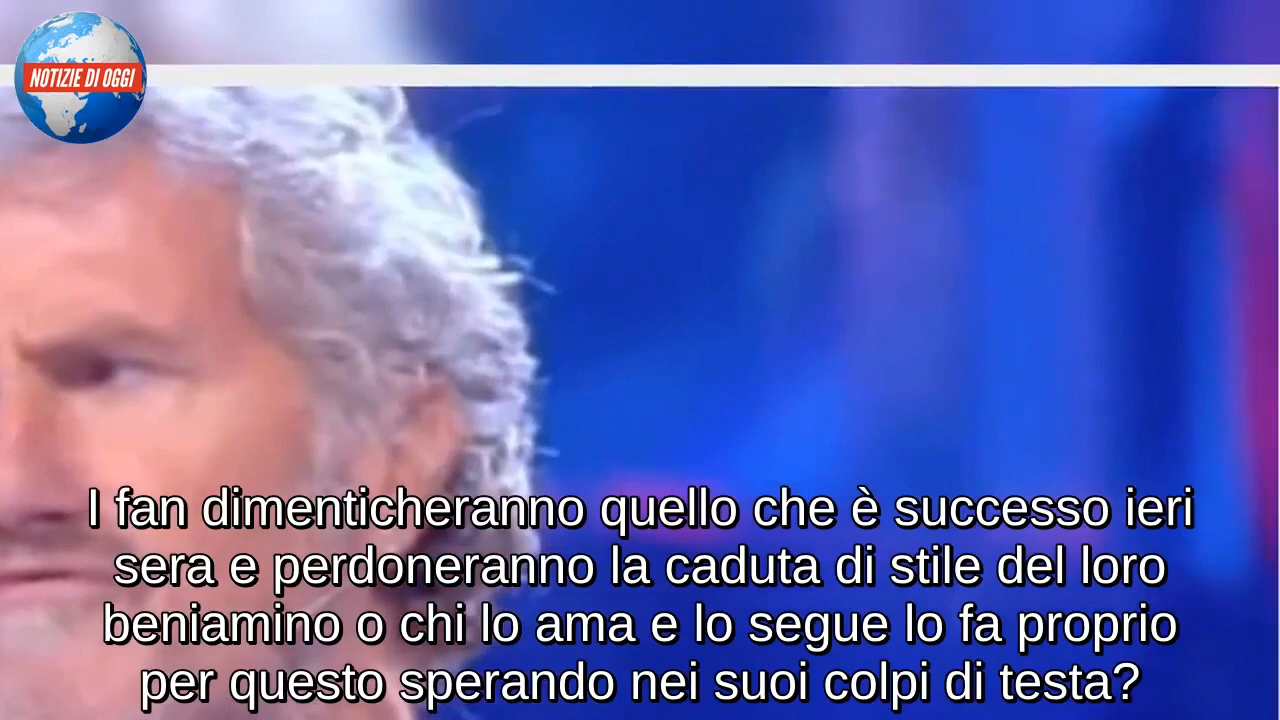 NOTIZIE DI OGGI
I fan dimenticheranno quello che è successo ieri
sera e perdoneranno la caduta di stile del loro
beniamino o chi lo ama e lo segue lo fa proprio
per questo sperando nei suoi colpi di testa?